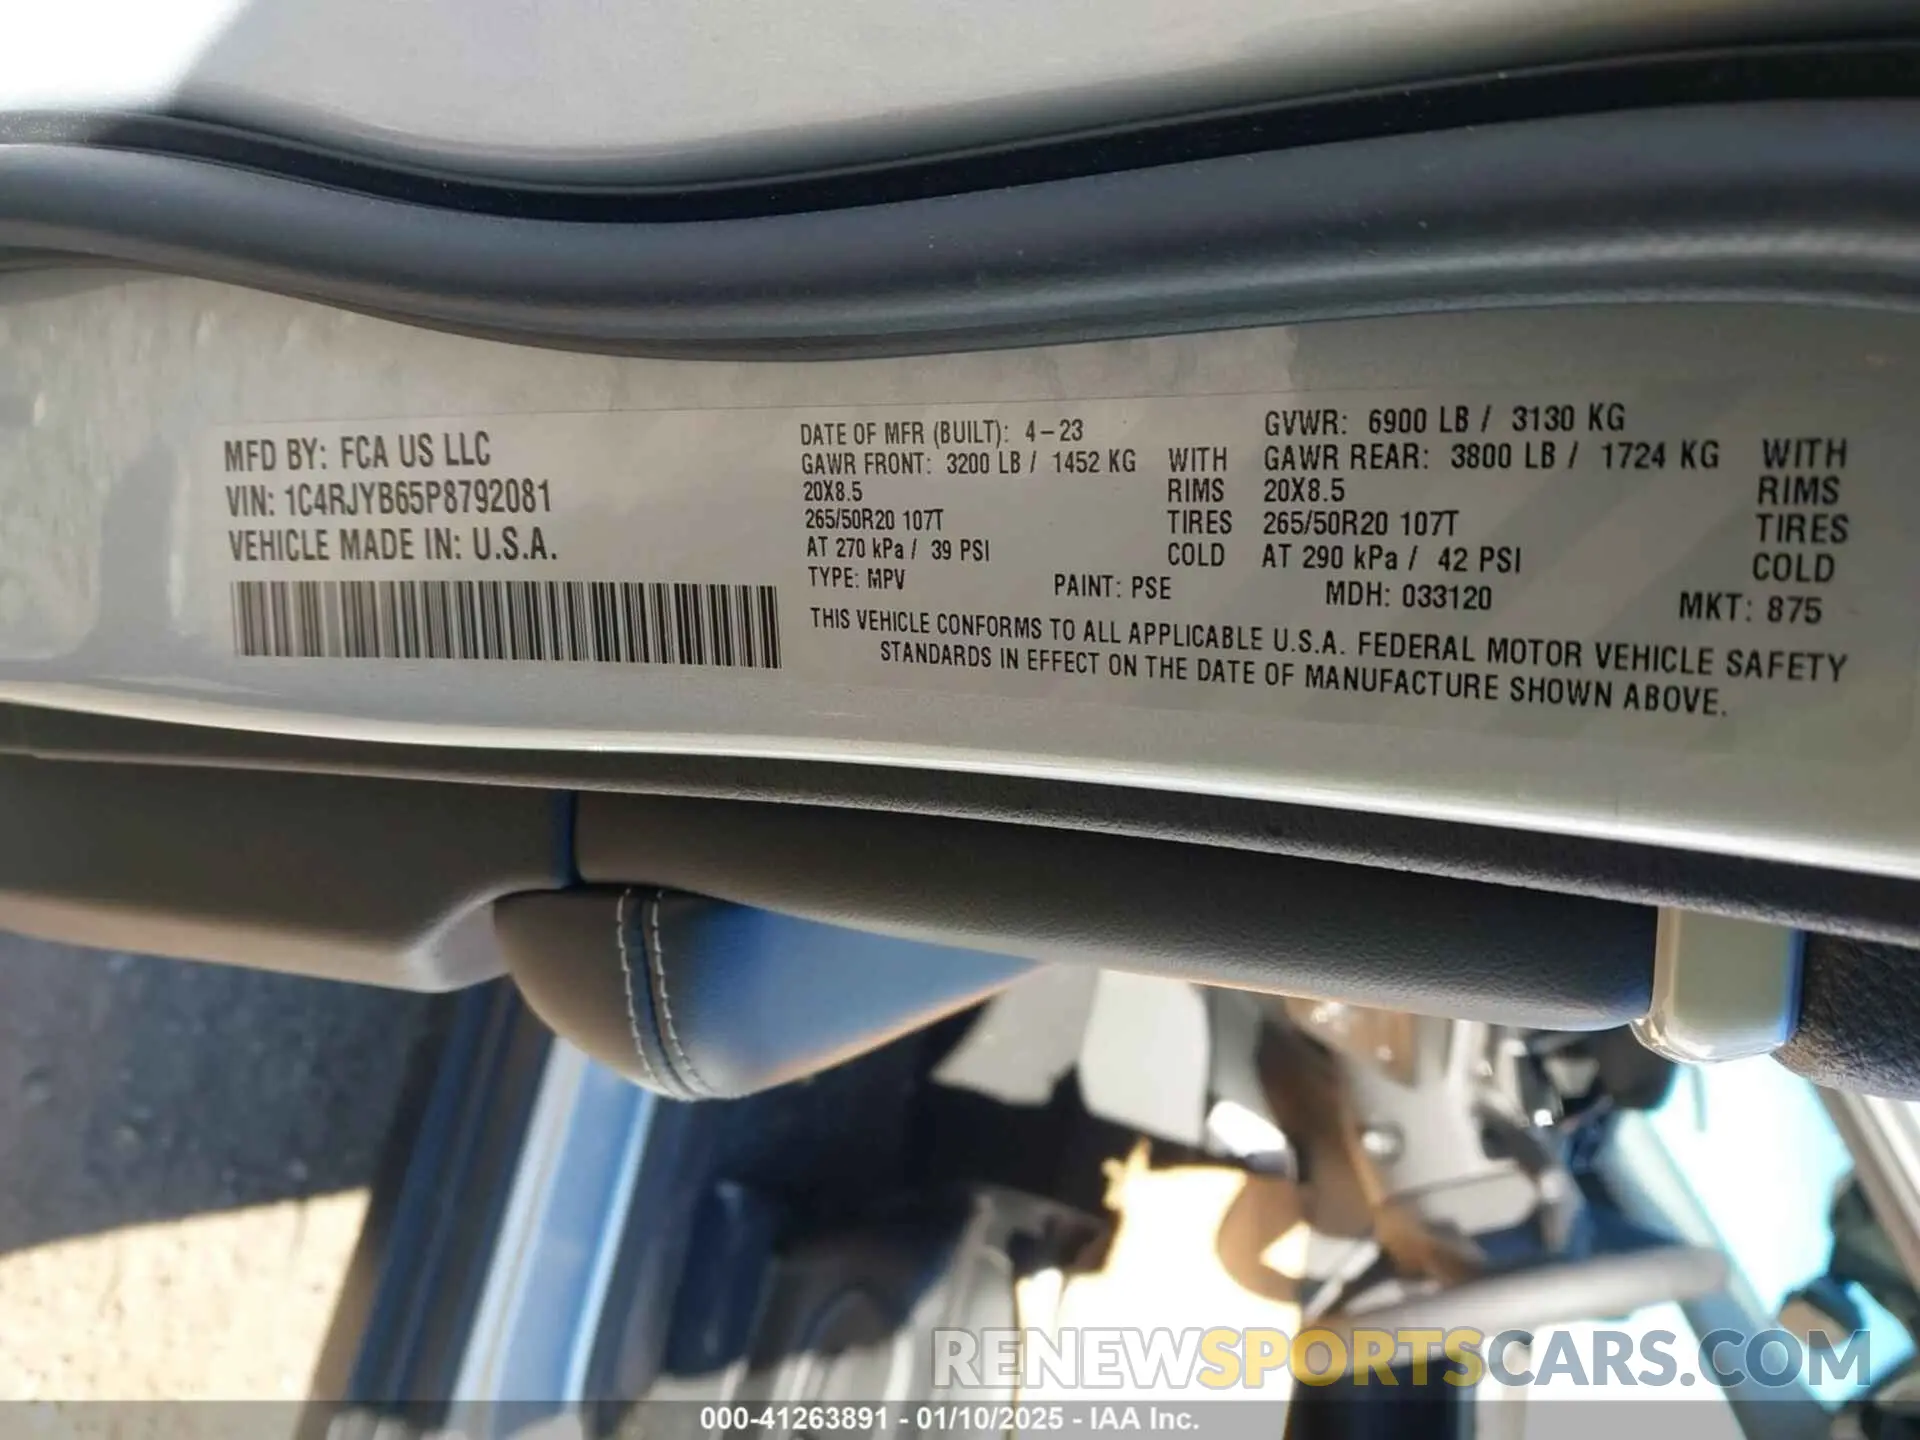 MFD BY: FCA US LLC
VIN: 1C4RJYB65P8792081
VEHICLE MADE IN: U.S.A.
DATE OF MFR (BUILT): 4-23
GAWR FRONT: 3200 LB / 1452 KG WITH
20X8.5 RIMS
265/50R20 107T TIRES
AT 270 kPa / 39 PSI COLD
GVWR: 6900 LB / 3130 KG
GAWR REAR: 3800 LB / 1724 KG WITH
20X8.5 RIMS
265/50R20 107T TIRES
AT 290 kPa / 42 PSI COLD
TYPE: MPV PAINT: PSE MDH: 033120 MKT: 875
THIS VEHICLE CONFORMS TO ALL APPLICABLE U.S.A. FEDERAL MOTOR VEHICLE SAFETY
STANDARDS IN EFFECT ON THE DATE OF MANUFACTURE SHOWN ABOVE.
RENEWSPORTSCARS.COM
000-41263891 - 01/10/2025 - IAA Inc.